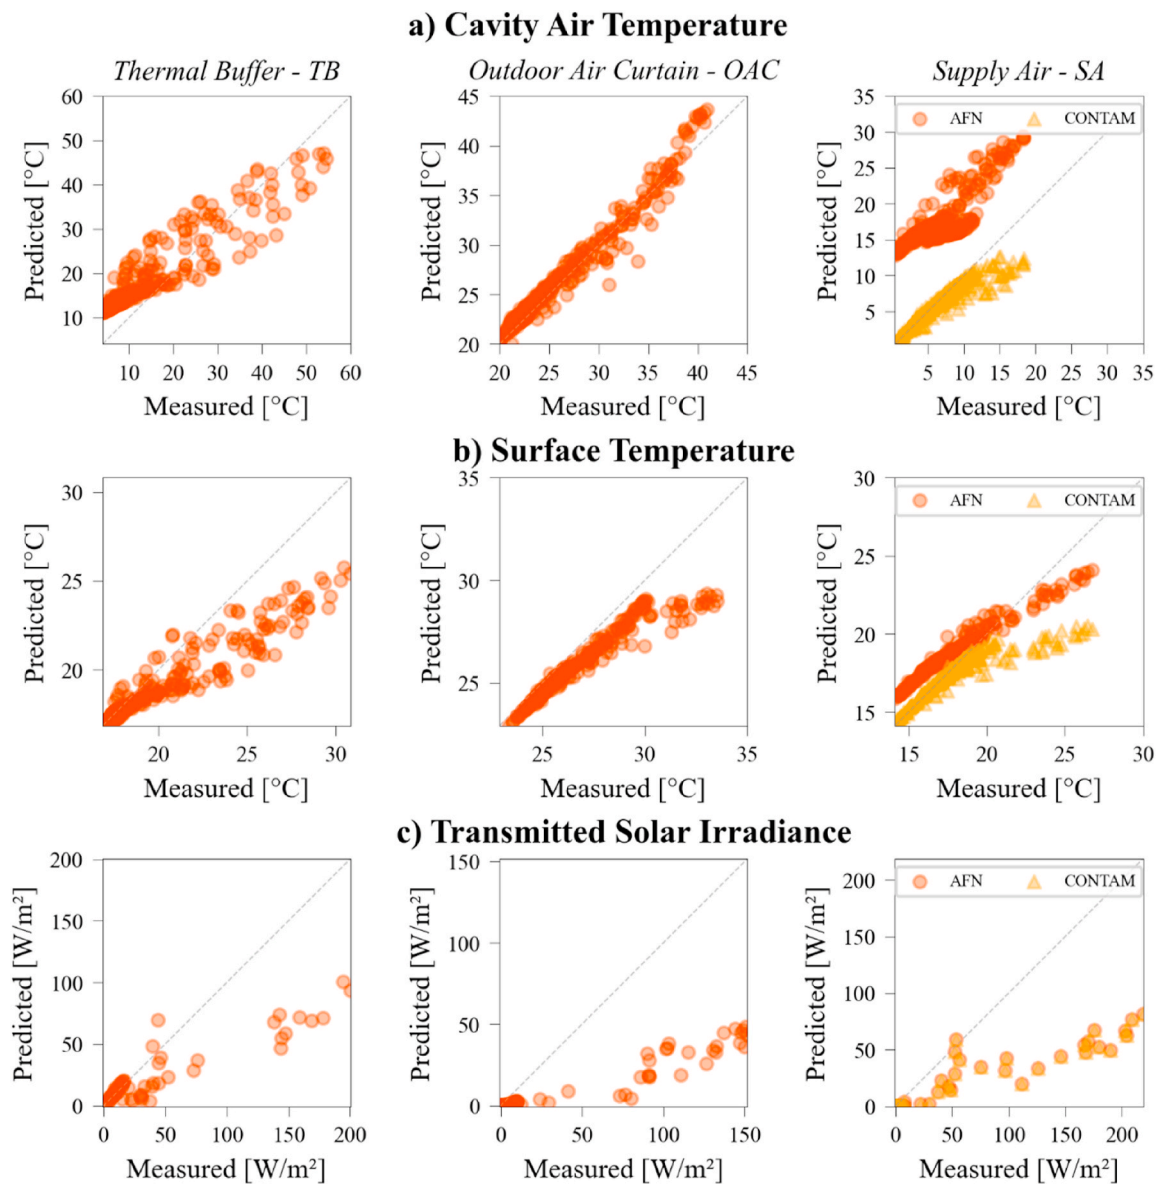 a) Cavity Air Temperature
Thermal Buffer - TB
Outdoor Air Curtain - OAC
Supply Air - SA
Predicted [°C]
60
50
40
30
20
10
10 20 30 40 50 60
Measured [°C]
Predicted [°C]
45
40
35
30
25
20
20 25 30 35 40 45
Measured [°C]
Predicted [°C]
35
30
25
20
15
10
5
AFN CONTAM
5 10 15 20 25 30 35
Measured [°C]
b) Surface Temperature
Predicted [°C]
30
25
20
20 25 30
Measured [°C]
Predicted [°C]
35
30
25
25 30 35
Measured [°C]
Predicted [°C]
30
25
20
15
AFN CONTAM
15 20 25 30
Measured [°C]
c) Transmitted Solar Irradiance
Predicted [W/m²]
200
150
100
50
0
0 50 100 150 200
Measured [W/m²]
Predicted [W/m²]
150
100
50
0
0 50 100 150
Measured [W/m²]
Predicted [W/m²]
200
150
100
50
0
AFN CONTAM
0 50 100 150 200
Measured [W/m²]